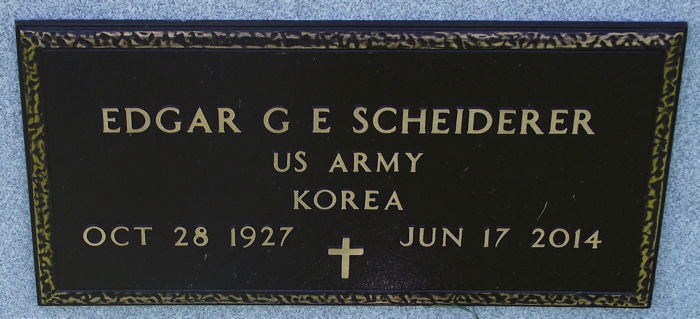 EDGAR G E SCHEIDERER
US ARMY
KOREA
OCT 28 1927 JUN 17 2014